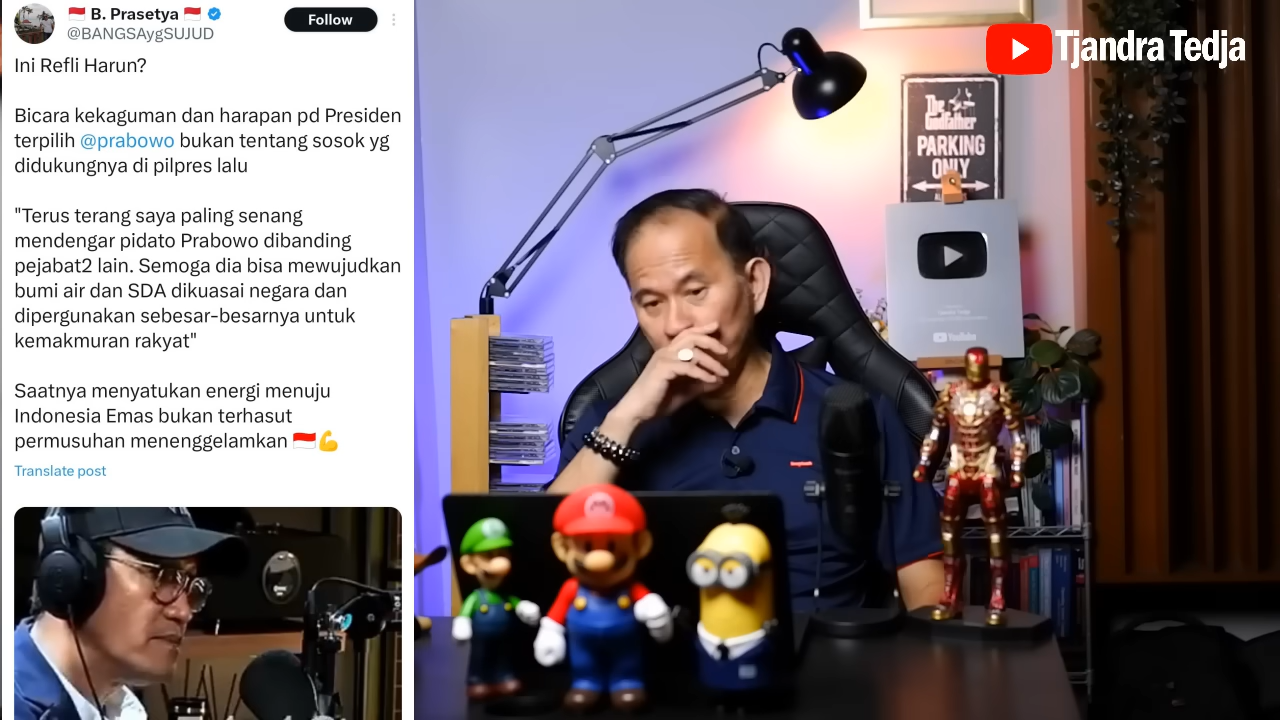 🇮🇩 B. Prasetya 🇮🇩
@BANGSAygSUJUD
Follow
Ini Refli Harun?
Bicara kekaguman dan harapan pd Presiden
terpilih @prabowo bukan tentang sosok yg
didukungnya di pilpres lalu
"Terus terang saya paling senang
mendengar pidato Prabowo dibanding
pejabat2 lain. Semoga dia bisa mewujudkan
bumi air dan SDA dikuasai negara dan
dipergunakan sebesar-besarnya untuk
kemakmuran rakyat"
Saatnya menyatukan energi menuju
Indonesia Emas bukan terhasut
permusuhan menenggelamkan 🇮🇩💪
Translate post
Tjandra Tedja
The
Godfather
PARKING
ONLY
YouTube